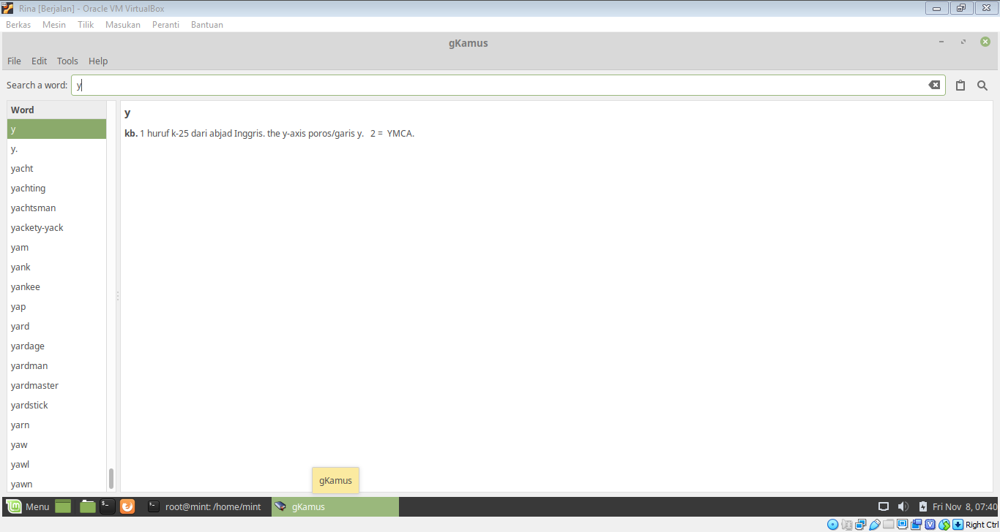 Rina [Berjalan] - Oracle VM VirtualBox
Berkas Mesin Tilik Masukan Peranti Bantuan
gKamus
File Edit Tools Help
Search a word: y
Word
y
y.
yacht
yachting
yachtsman
yackety-yack
yam
yank
yankee
yap
yard
yardage
yardman
yardmaster
yardstick
yarn
yaw
yawl
yawn
y
kb. 1 huruf k-25 dari abjad Inggris. the y-axis poros/garis y. 2 = YMCA.
gKamus
Menu root@mint: /home/mint gKamus Fri Nov 8, 07:40
Right Ctrl